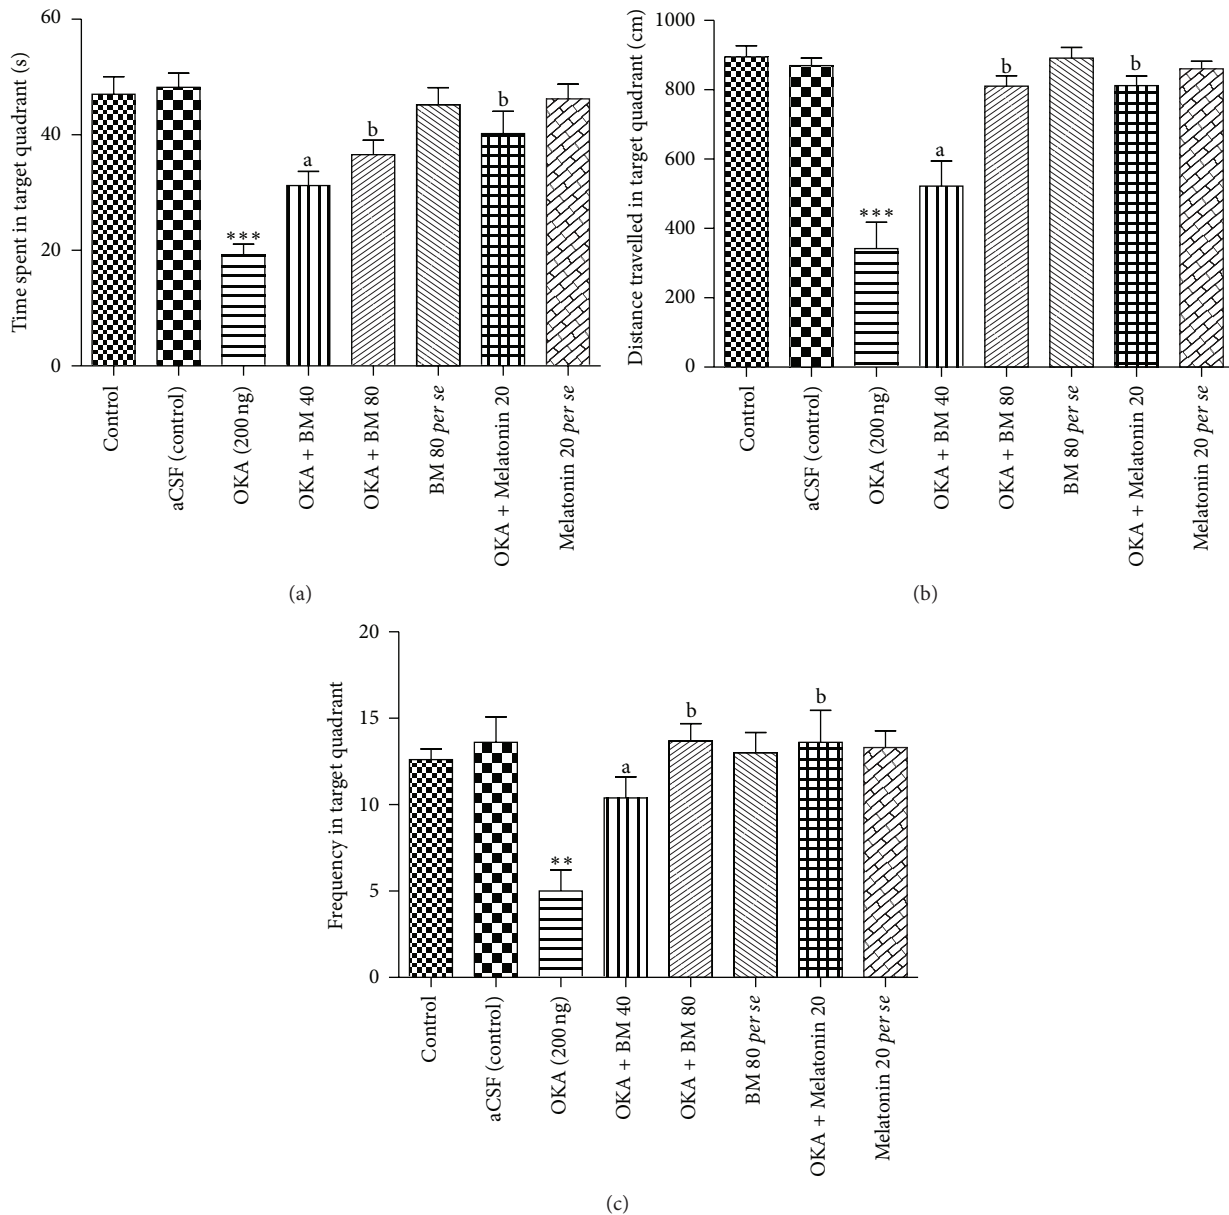 60
40
20
0
Time spent in target quadrant (s)
***
a
b
b
Control
aCSF (control)
OKA (200 ng)
OKA + BM 40
OKA + BM 80
BM 80 per se
OKA + Melatonin 20
Melatonin 20 per se
(a)
1000
800
600
400
200
0
Distance travelled in target quadrant (cm)
***
a
b
b
Control
aCSF (control)
OKA (200 ng)
OKA + BM 40
OKA + BM 80
BM 80 per se
OKA + Melatonin 20
Melatonin 20 per se
(b)
20
15
10
5
0
Frequency in target quadrant
**
a
b
b
Control
aCSF (control)
OKA (200 ng)
OKA + BM 40
OKA + BM 80
BM 80 per se
OKA + Melatonin 20
Melatonin 20 per se
(c)